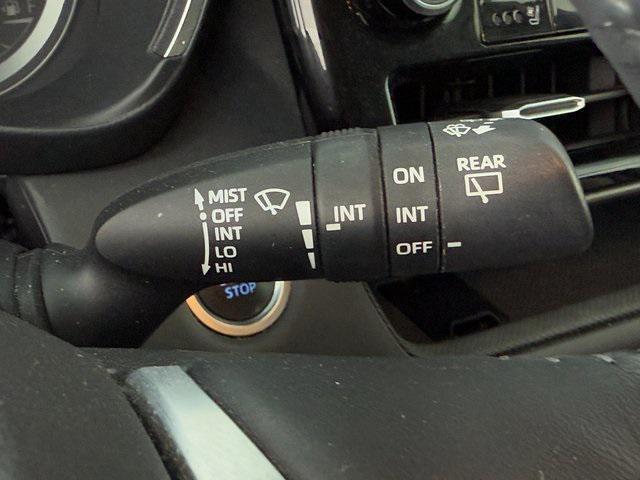 MIST
OFF
INT
LO
HI
INT
ON
INT
OFF
REAR
STOP